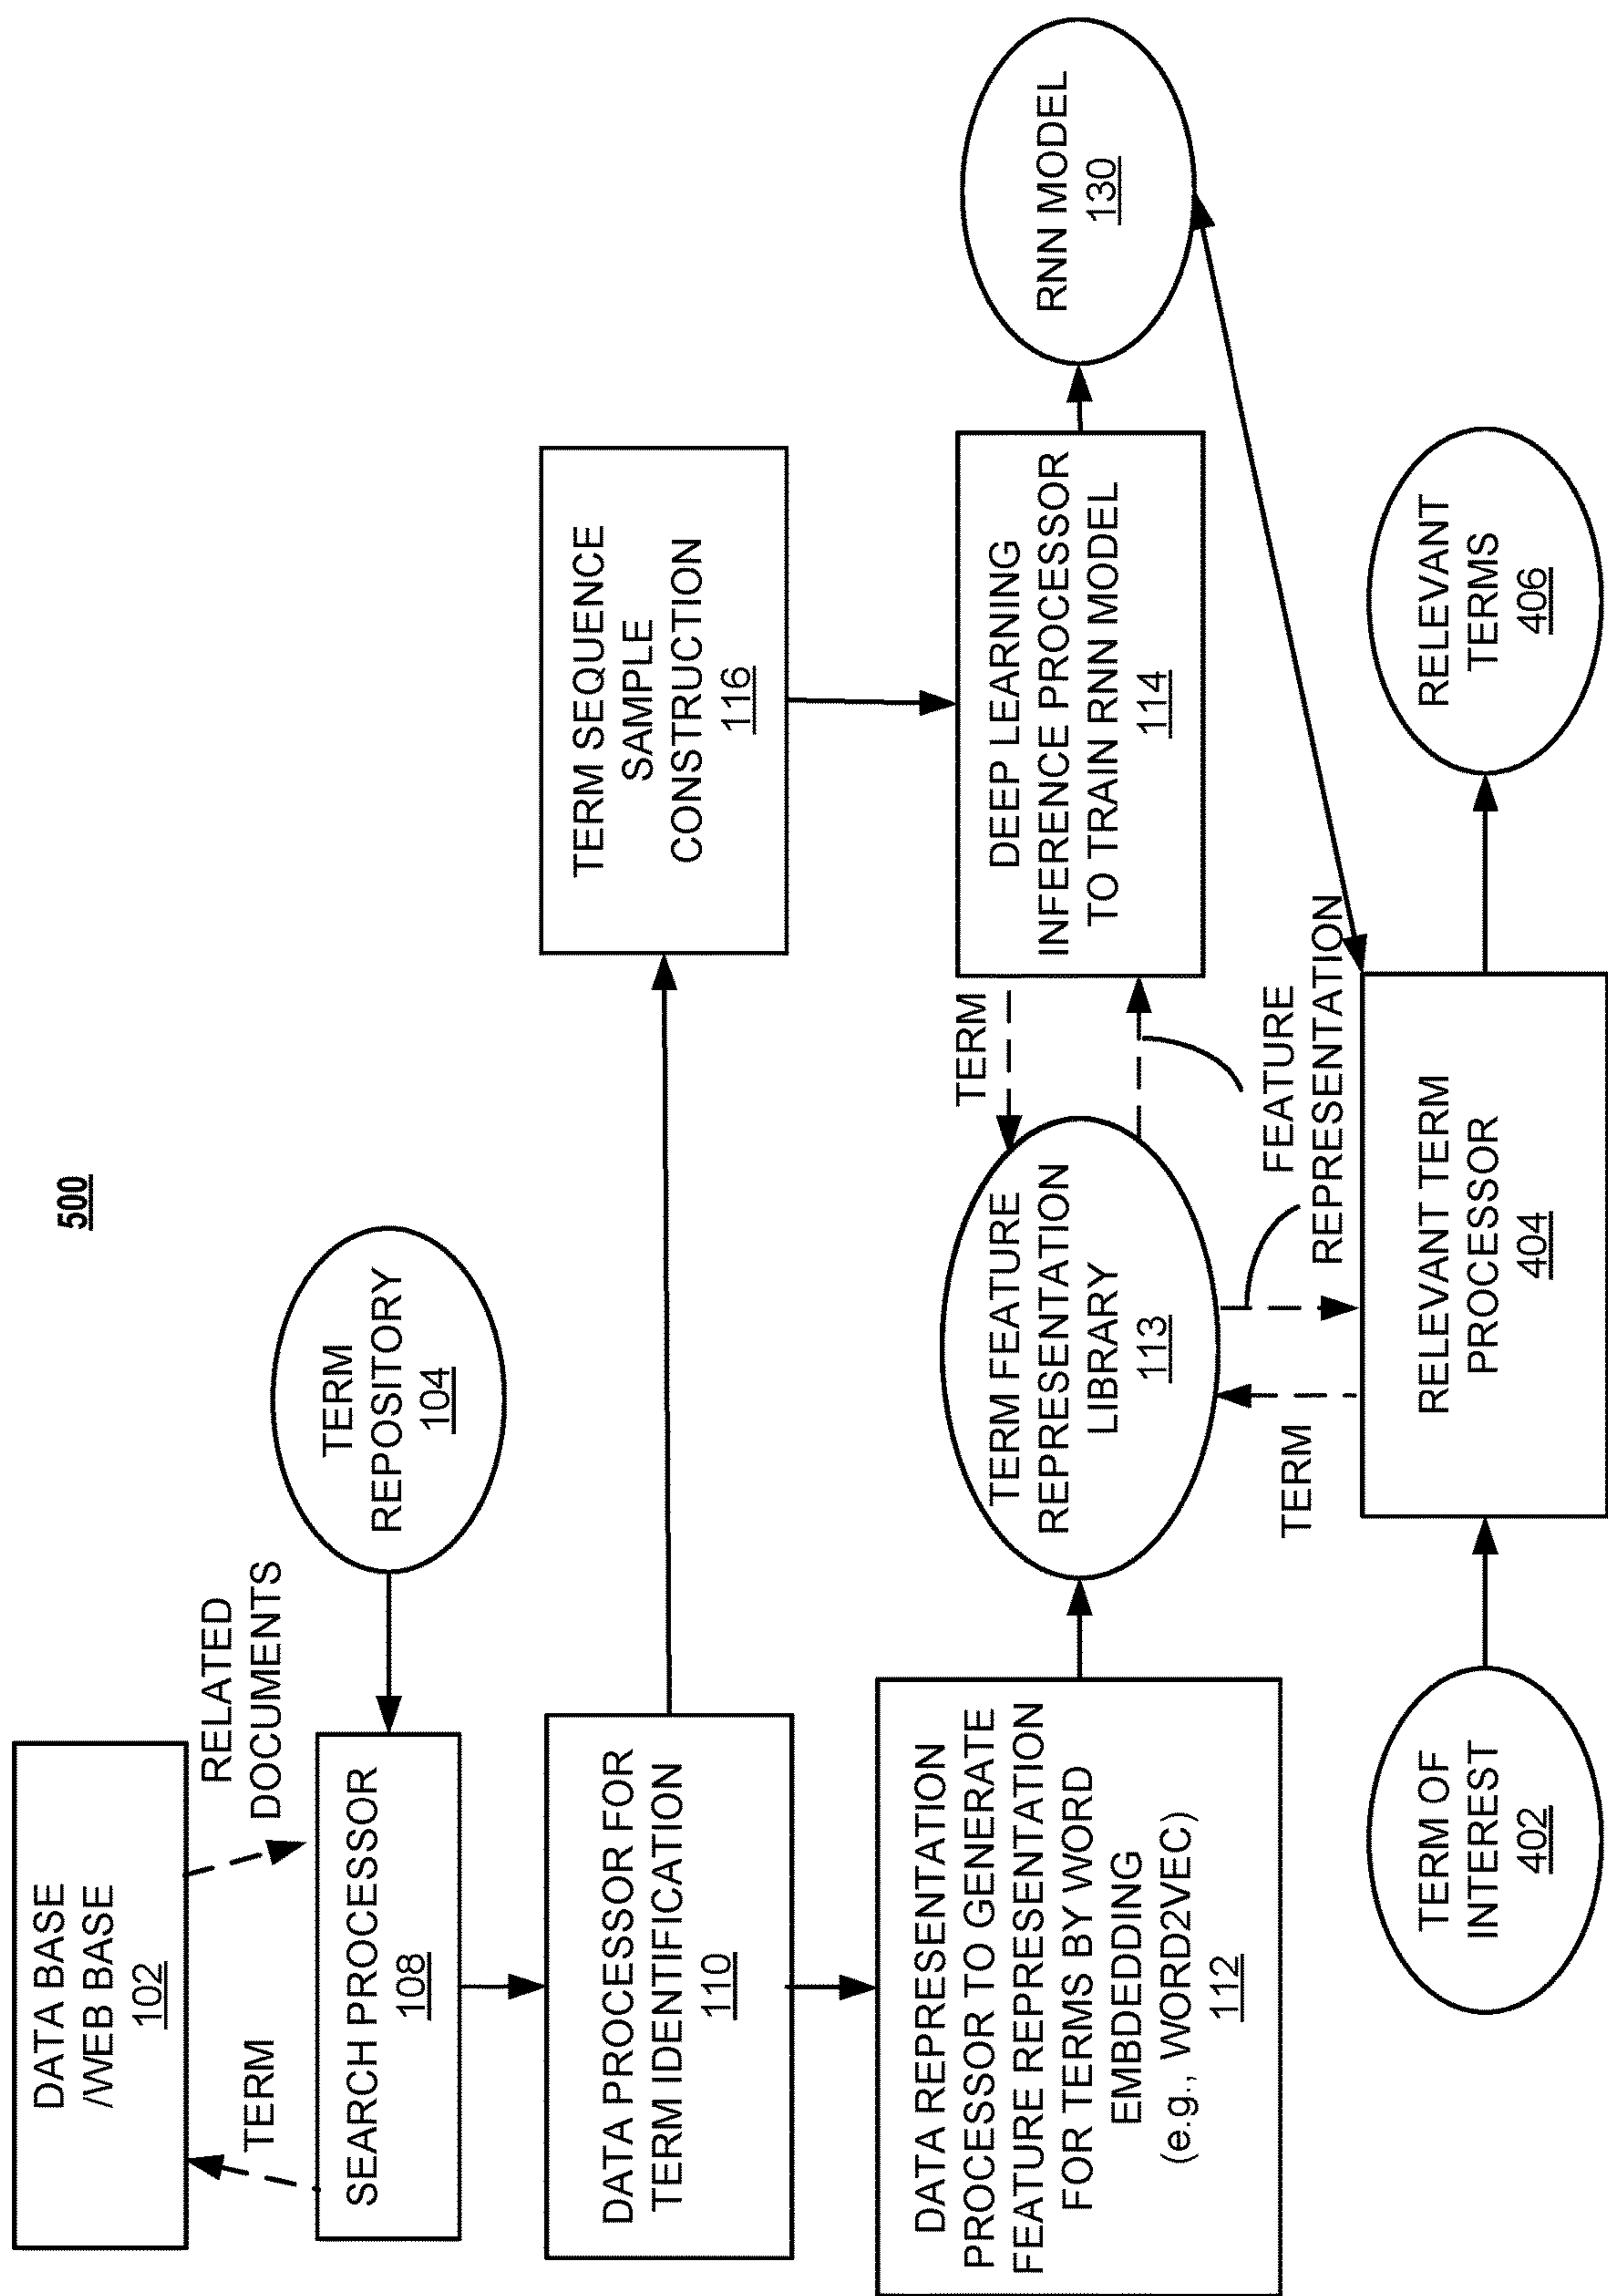 500
DATA BASE
/WEB BASE
102
TERM
RELATED
DOCUMENTS
SEARCH PROCESSOR
108
TERM
REPOSITORY
104
DATA PROCESSOR FOR
TERM IDENTIFICATION
110
TERM SEQUENCE
SAMPLE
CONSTRUCTION
116
DATA REPRESENTATION
PROCESSOR TO GENERATE
FEATURE REPRESENTATION
FOR TERMS BY WORD
EMBDEDDING
(e.g., WORD2VEC)
112
TERM FEATURE
REPRESENTATION
LIBRARY
113
TERM
DEEP LEARNING
INFERENCE PROCESSOR
TO TRAIN RNN MODEL
114
RNN MODEL
130
TERM
FEATURE
REPRESENTATION
TERM OF
INTEREST
402
RELEVANT TERM
PROCESSOR
404
RELEVANT
TERMS
406